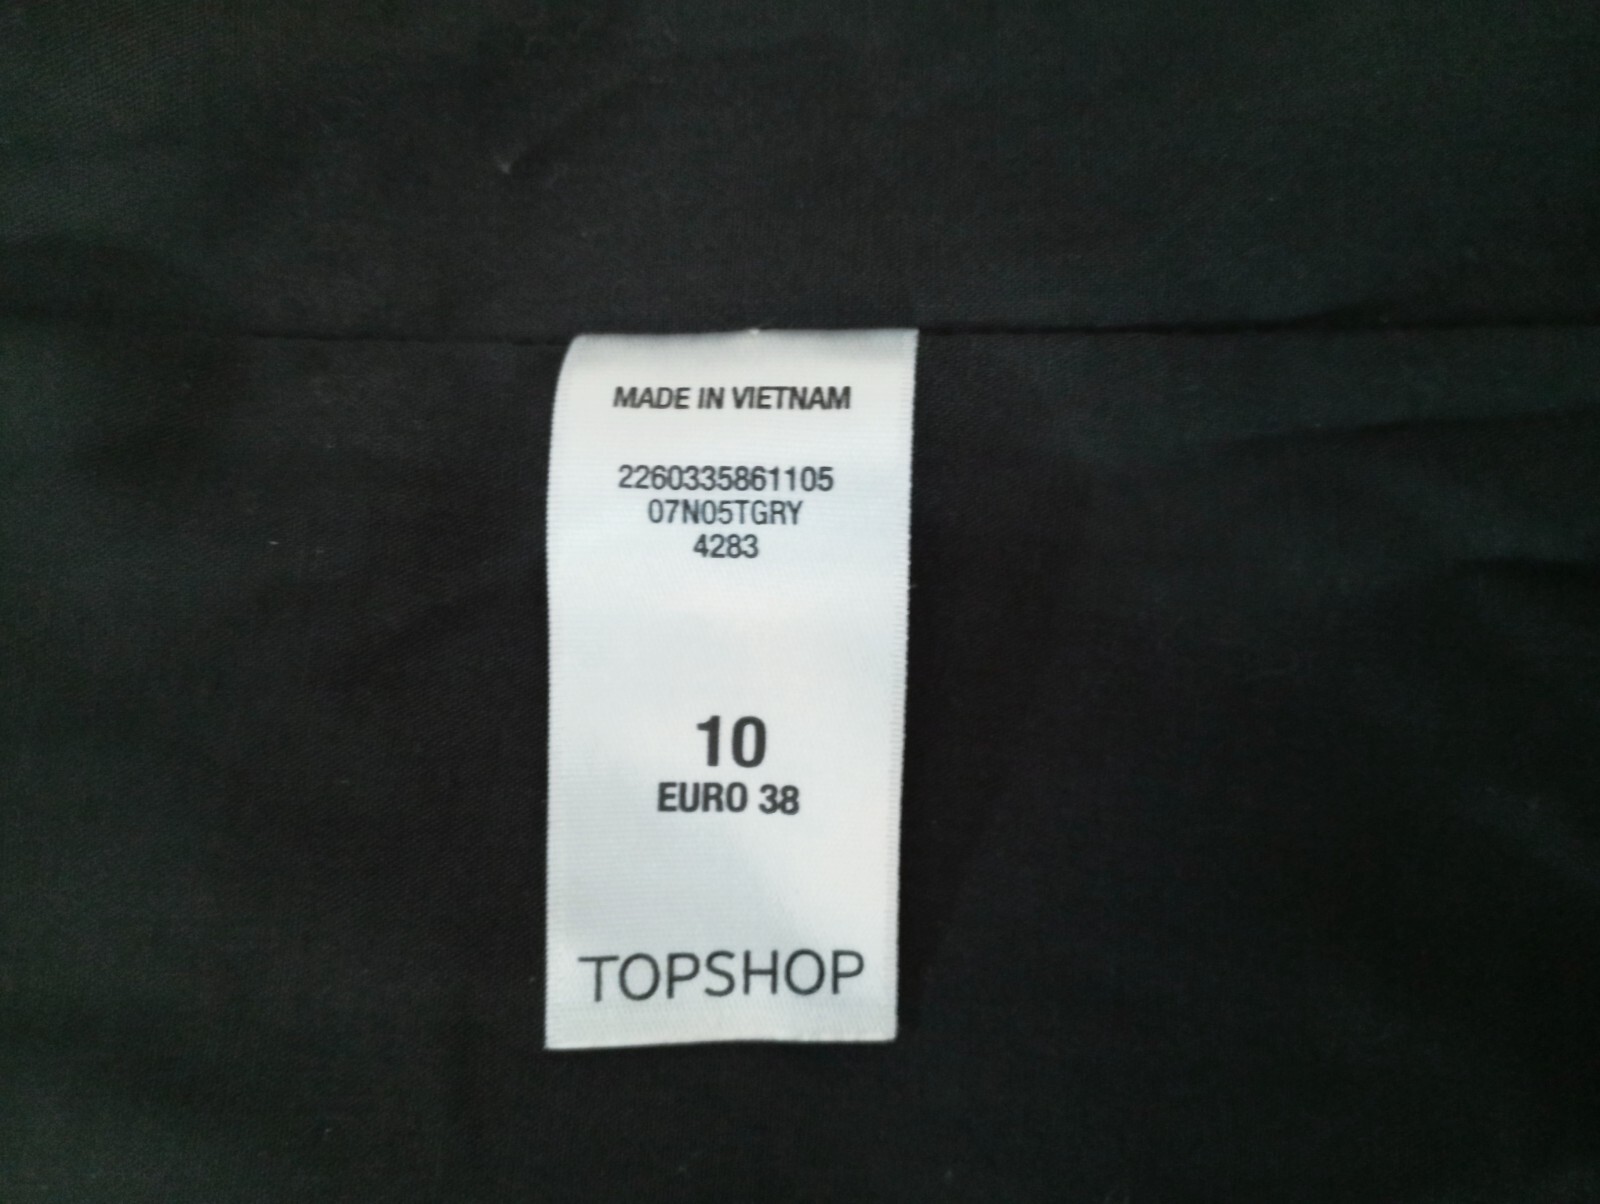 MADE IN VIETNAM
2260335861105
07N05TGRY
4283
10
EURO 38
TOPSHOP